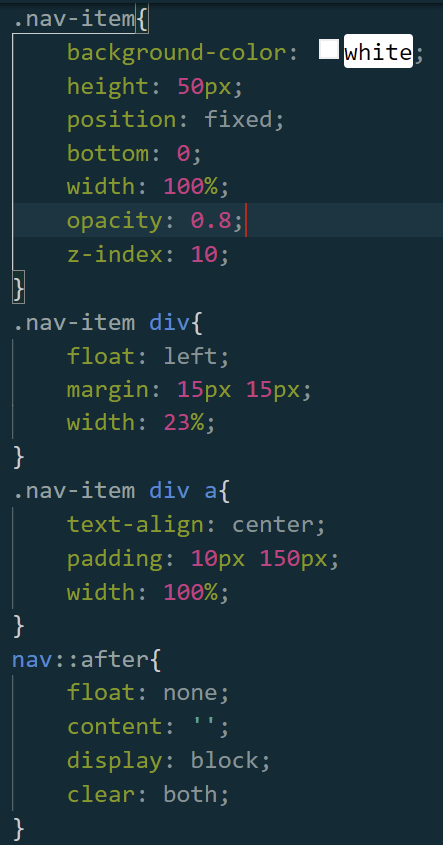 .nav-item{
background-color: white;
height: 50px;
position: fixed;
bottom: 0;
width: 100%;
opacity: 0.8;
z-index: 10;
}
.nav-item div{
float: left;
margin: 15px 15px;
width: 23%;
}
.nav-item div a{
text-align: center;
padding: 10px 150px;
width: 100%;
}
nav::after{
float: none;
content: '';
display: block;
clear: both;
}